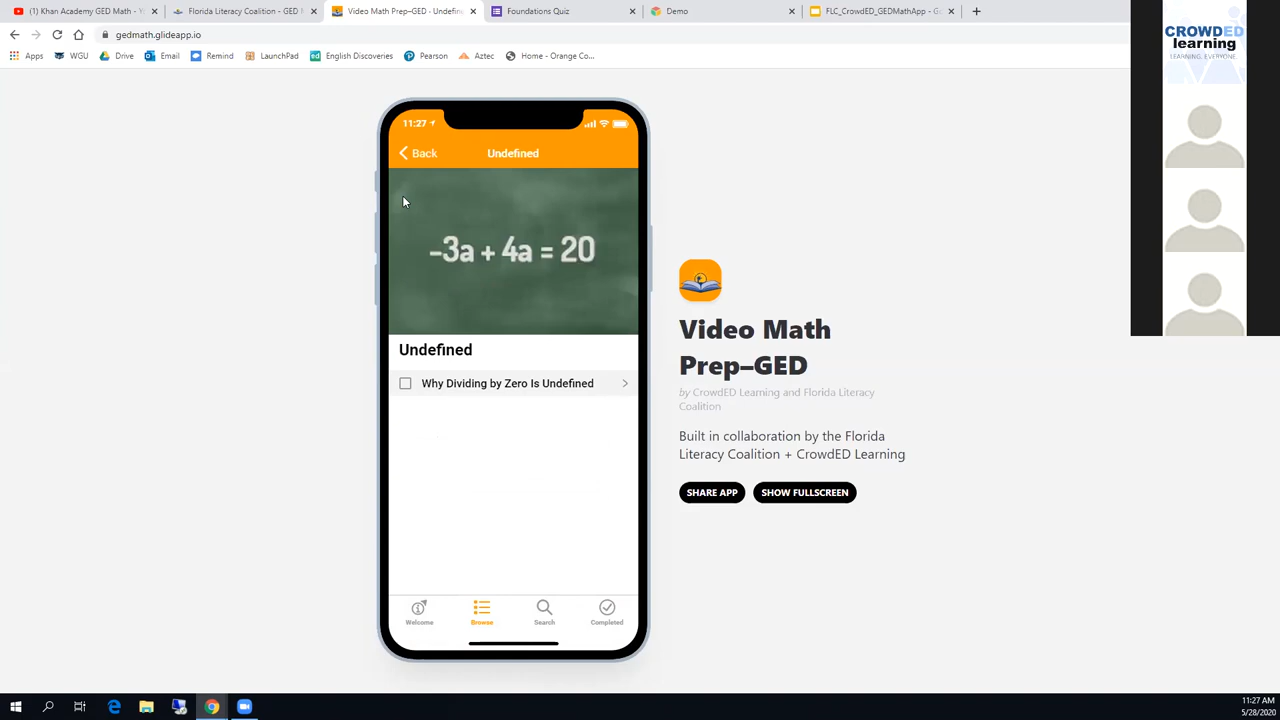 (1) Khan Academy GED Math - Y
Florida Literacy Coalition - GED
Video Math Prep–GED - Undefin
Foundations Quiz
Demo
FLC_CrowdED_GEDMathApp - Go
gedmath.glideapp.io
Apps
WGU
Drive
Email
Remind
LaunchPad
English Discoveries
Pearson
Aztec
Home - Orange Co...
CROWDED
learning
LEARNING. EVERYONE.
11:27
Back
Undefined
-3a + 4a = 20
Undefined
Why Dividing by Zero Is Undefined
Welcome
Browse
Search
Completed
Video Math
Prep–GED
by CrowdED Learning and Florida Literacy
Coalition
Built in collaboration by the Florida
Literacy Coalition + CrowdED Learning
SHARE APP
SHOW FULLSCREEN
11:27 AM
5/28/2020